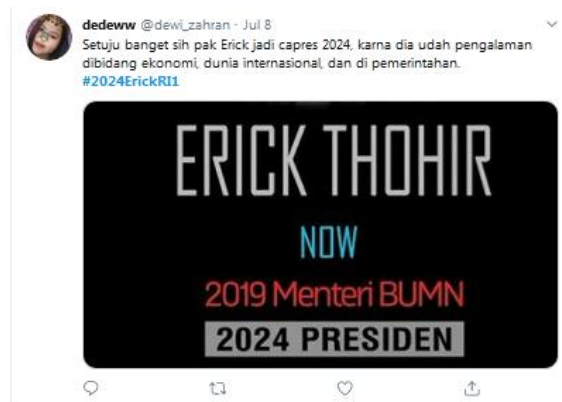 dedeww @dewi_zahran · Jul 8
Setuju banget sih pak Erick jadi capres 2024, karna dia udah pengalaman
dibidang ekonomi, dunia internasional, dan di pemerintahan.
#2024ErickRI1
ERICK THOHIR
NOW
2019 Menteri BUMN
2024 PRESIDEN